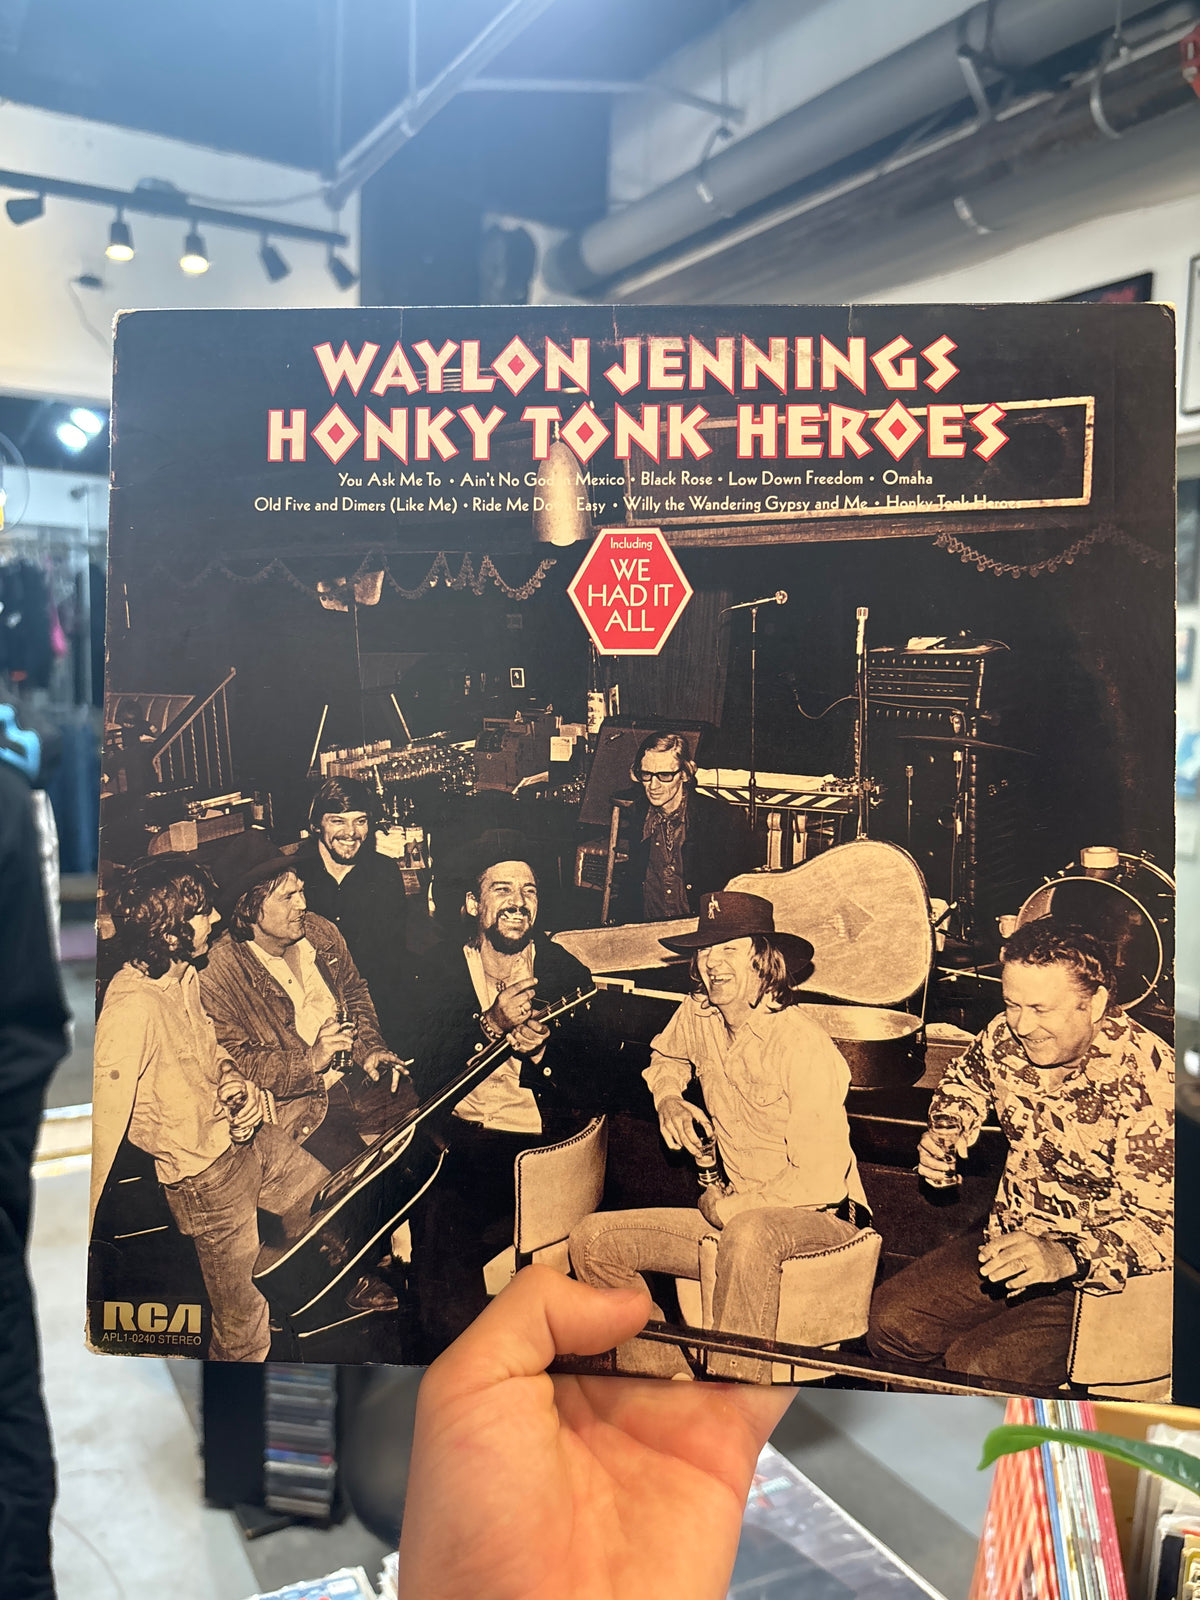 WAYLON JENNINGS
HONKY TONK HEROES
You Ask Me To • Ain't No God in Mexico • Black Rose • Low Down Freedom • Omaha
Old Five and Dimers (Like Me) • Ride Me Down Easy • Willy the Wandering Gypsy and Me • Honky Tonk Heroes
Including
WE
HAD IT
ALL
RCA
APL1-0240 STEREO